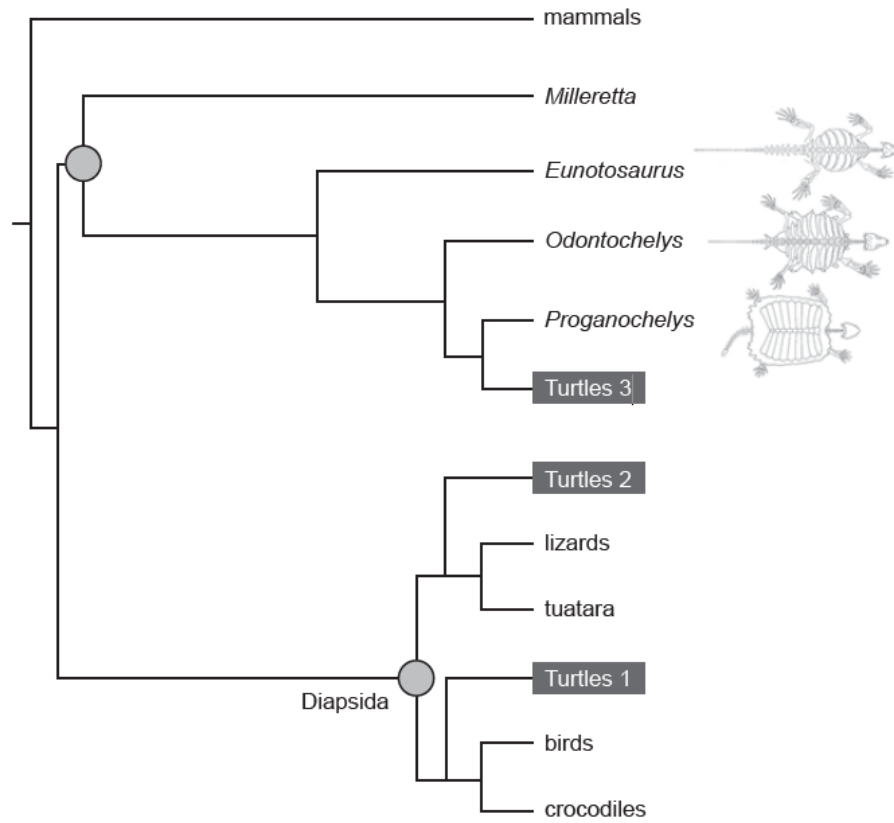 mammals
Milleretta
Eunotosaurus
Odontochelys
Proganochelys
Turtles 3
Turtles 2
lizards
tuatara
Turtles 1
Diapsida
birds
crocodiles